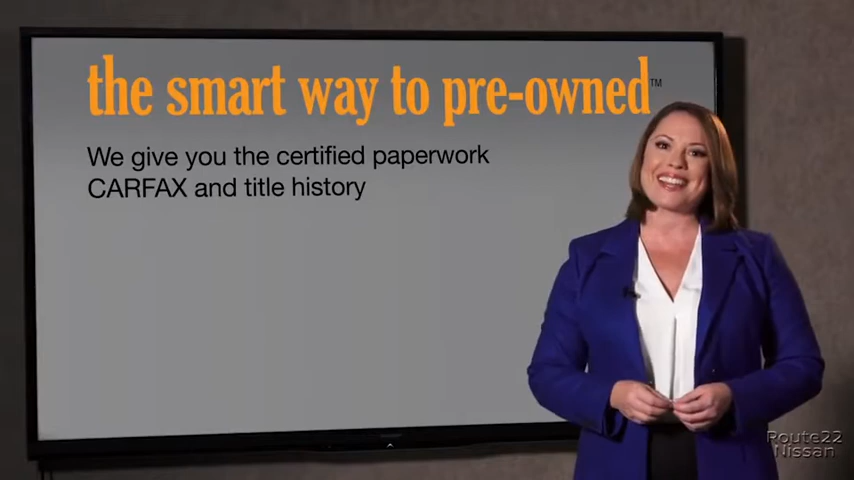 the smart way to pre-owned™
We give you the certified paperwork
CARFAX and title history
Route22
Nissan